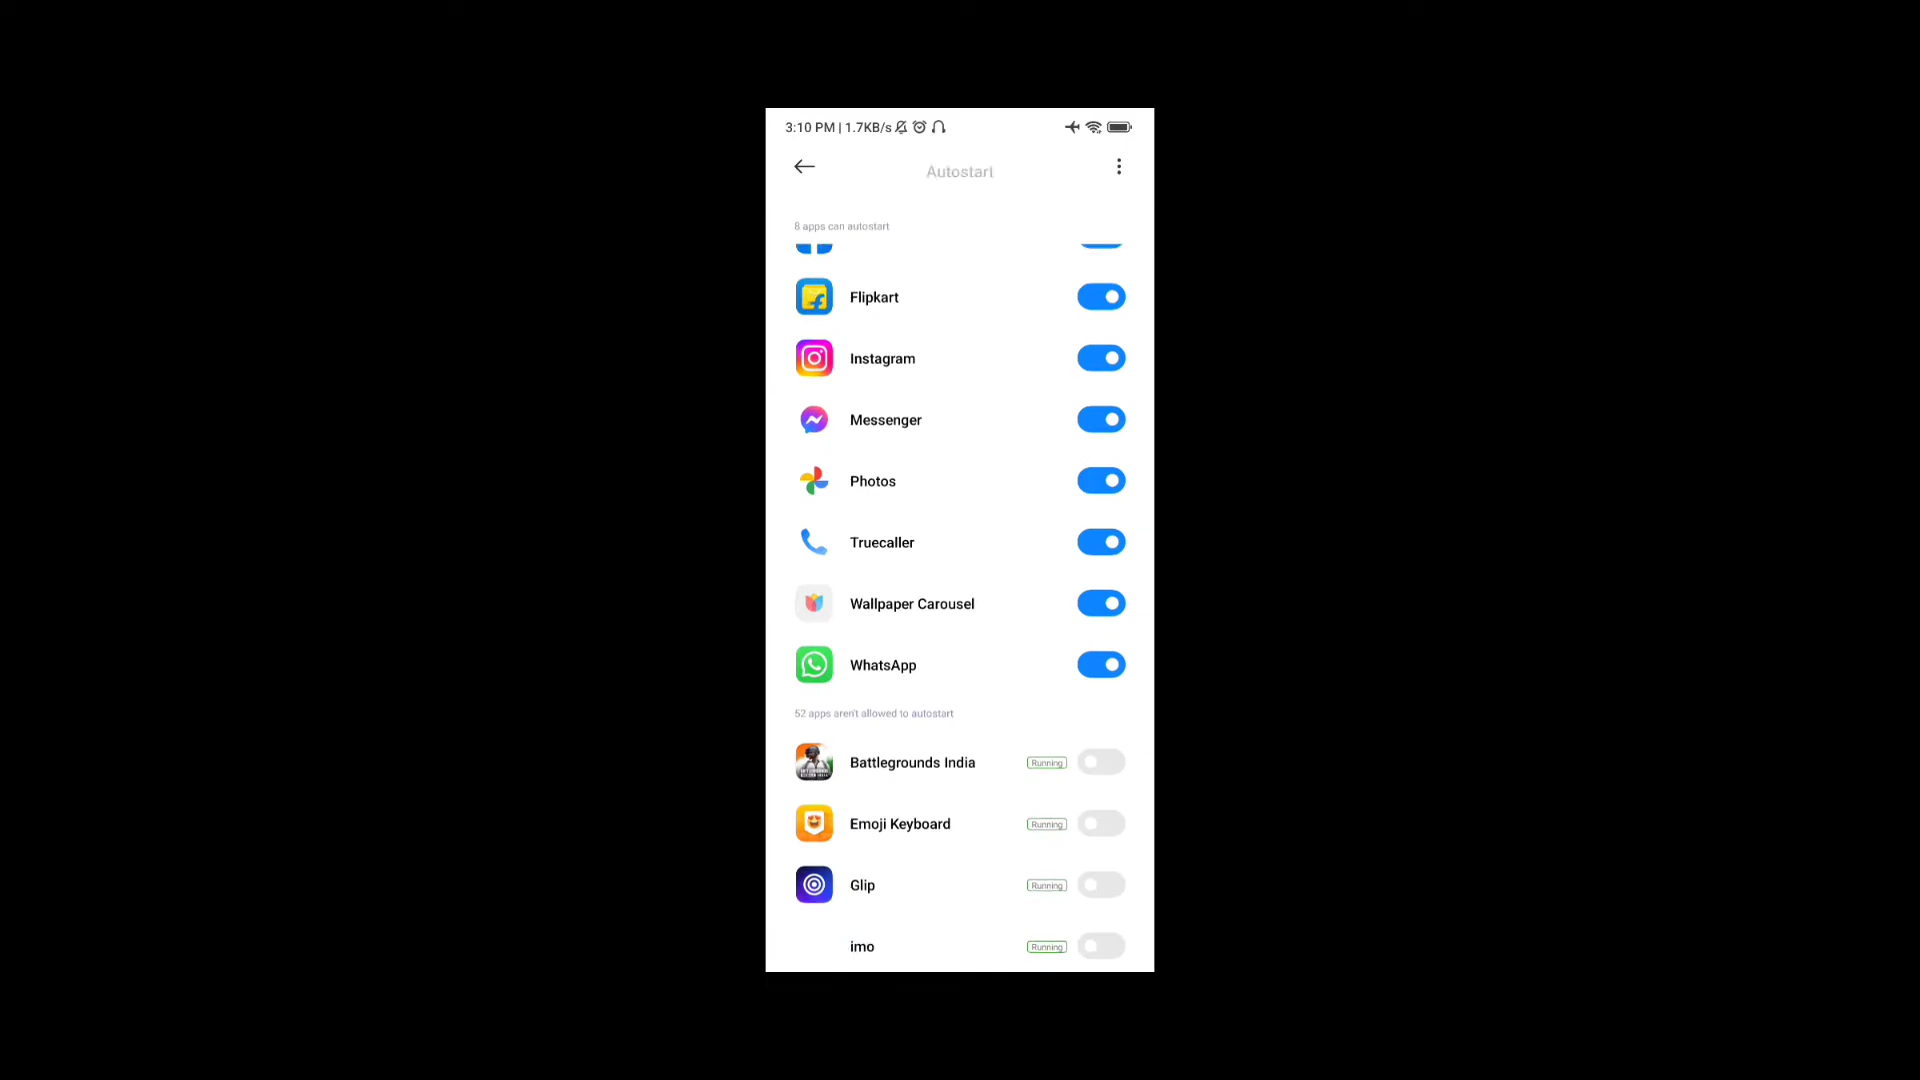 3:10 PM | 1.7KB/s
Autostart
8 apps can autostart
Flipkart
Instagram
Messenger
Photos
Truecaller
Wallpaper Carousel
WhatsApp
52 apps aren't allowed to autostart
Battlegrounds India Running
Emoji Keyboard Running
Glip Running
imo Running